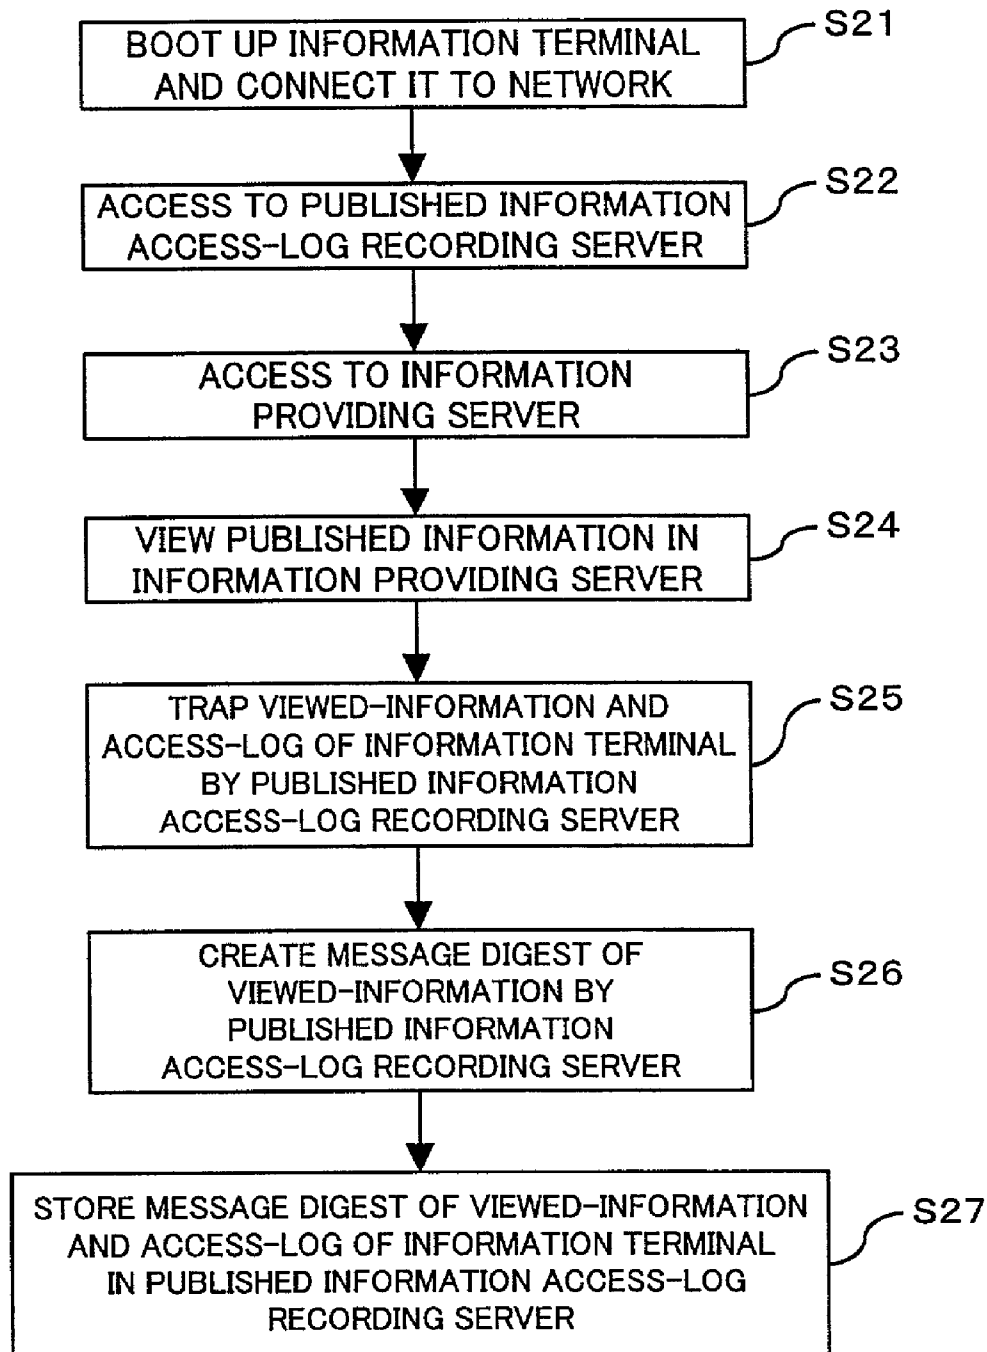 S21
BOOT UP INFORMATION TERMINAL
AND CONNECT IT TO NETWORK
S22
ACCESS TO PUBLISHED INFORMATION
ACCESS-LOG RECORDING SERVER
S23
ACCESS TO INFORMATION
PROVIDING SERVER
S24
VIEW PUBLISHED INFORMATION IN
INFORMATION PROVIDING SERVER
S25
TRAP VIEWED-INFORMATION AND
ACCESS-LOG OF INFORMATION TERMINAL
BY PUBLISHED INFORMATION
ACCESS-LOG RECORDING SERVER
S26
CREATE MESSAGE DIGEST OF
VIEWED-INFORMATION BY
PUBLISHED INFORMATION
ACCESS-LOG RECORDING SERVER
S27
STORE MESSAGE DIGEST OF VIEWED-INFORMATION
AND ACCESS-LOG OF INFORMATION TERMINAL
IN PUBLISHED INFORMATION ACCESS-LOG
RECORDING SERVER